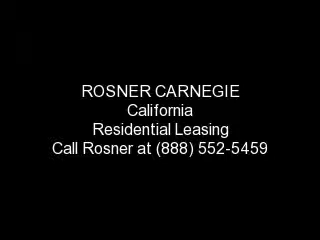 ROSNER CARNEGIE
California
Residential Leasing
Call Rosner at (888) 552-5459